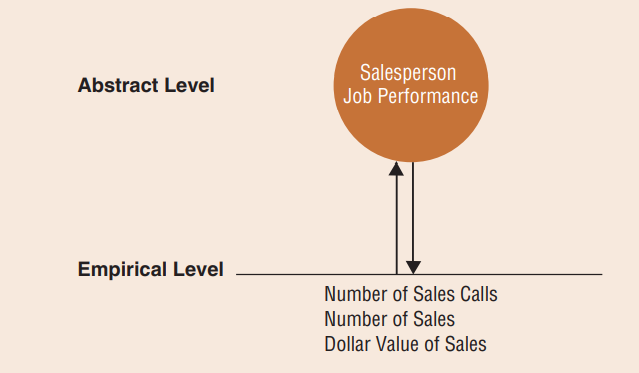 Salesperson
Job Performance
Abstract Level
Empirical Level
Number of Sales Calls
Number of Sales
Dollar Value of Sales